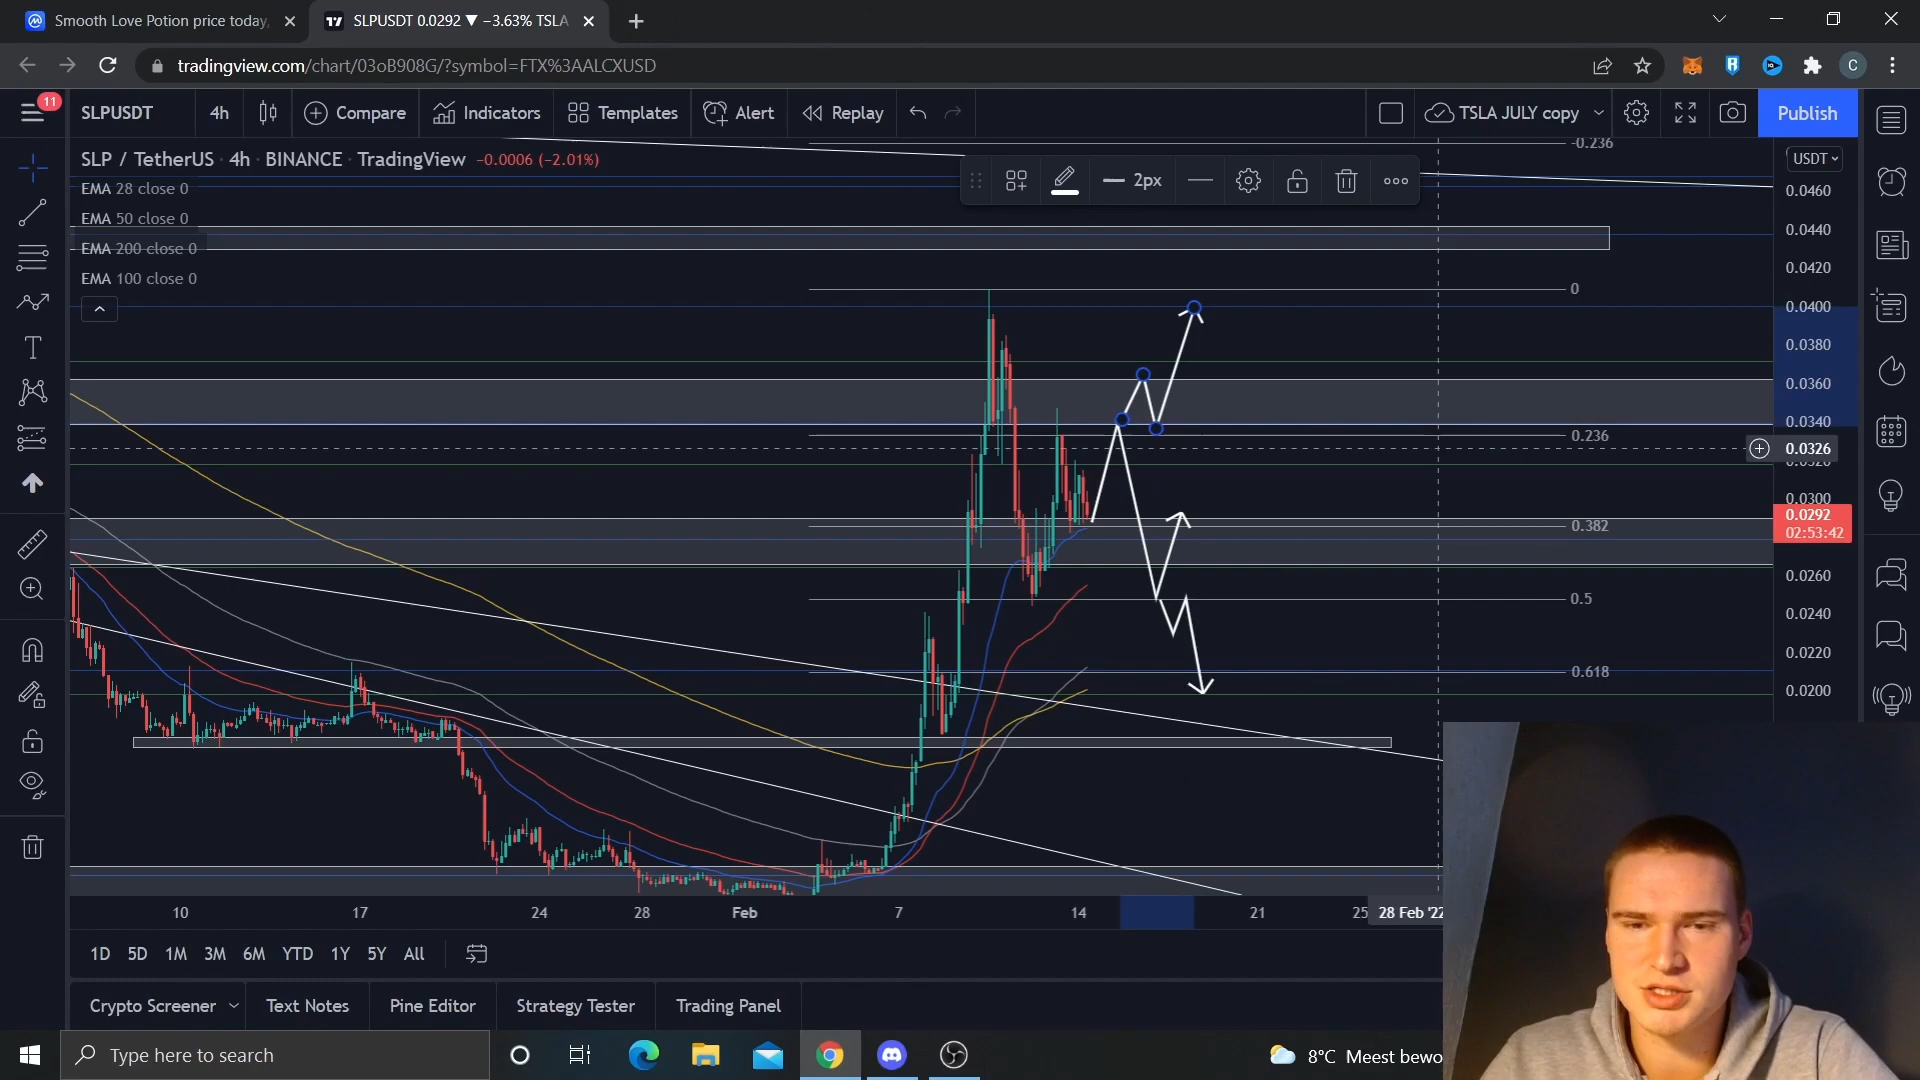 Smooth Love Potion price today,
SLPUSDT 0.0292 ▼ −3.63% TSLA
tradingview.com/chart/03oB908G/?symbol=FTX%3AALCXUSD
C
11
SLPUSDT
4h
Compare
Indicators
Templates
Alert
Replay
TSLA JULY copy
Publish
SLP / TetherUS · 4h · BINANCE · TradingView −0.0006 (−2.01%)
EMA 28 close 0
EMA 50 close 0
EMA 200 close 0
EMA 100 close 0
2px
-0.236
0
0.236
0.382
0.5
0.618
USDT
0.0460
0.0440
0.0420
0.0400
0.0380
0.0360
0.0340
0.0326
0.0320
0.0300
0.0292
02:53:42
0.0260
0.0240
0.0220
0.0200
10
17
24
28
Feb
7
14
21
25
28 Feb '22
1D 5D 1M 3M 6M YTD 1Y 5Y All
Crypto Screener
Text Notes
Pine Editor
Strategy Tester
Trading Panel
Type here to search
8°C Meest bewo